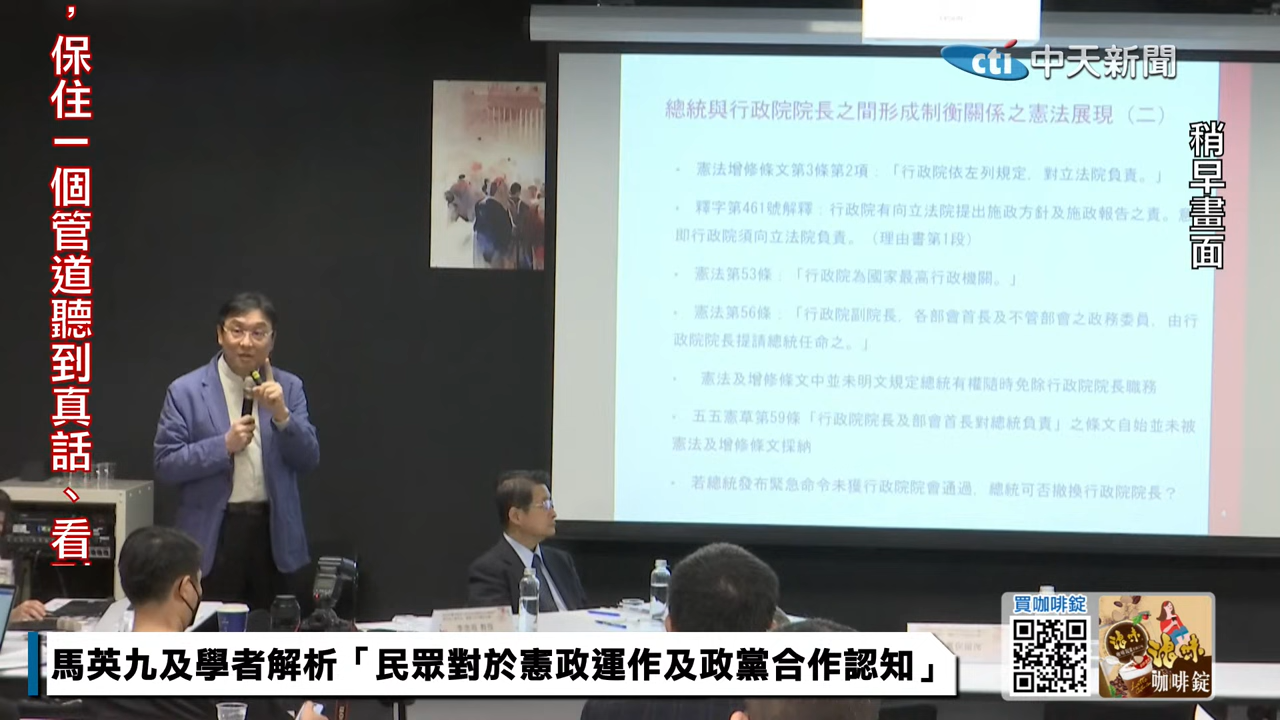 ，保住一個管道聽到真話、看
cti 中天新聞
稍早畫面
總統與行政院院長之間形成制衡關係之憲法展現（二）
• 憲法增修條文第3條第2項：「行政院依左列規定，對立法院負責。」
• 釋字第461號解釋：行政院有向立法院提出施政方針及施政報告之責。意
即行政院須向立法院負責。（理由書第1段）
• 憲法第53條：「行政院為國家最高行政機關。」
• 憲法第56條：「行政院副院長，各部會首長及不管部會之政務委員，由行
政院院長提請總統任命之。」
• 憲法及增修條文中並未明文規定總統有權隨時免除行政院院長職務
• 五五憲草第59條「行政院院長及部會首長對總統負責」之條文自始並未被
憲法及增修條文採納
• 若總統發布緊急命令未獲行政院院會通過，總統可否撤換行政院院長？
買咖啡錠
咖啡錠
馬英九及學者解析「民眾對於憲政運作及政黨合作認知」